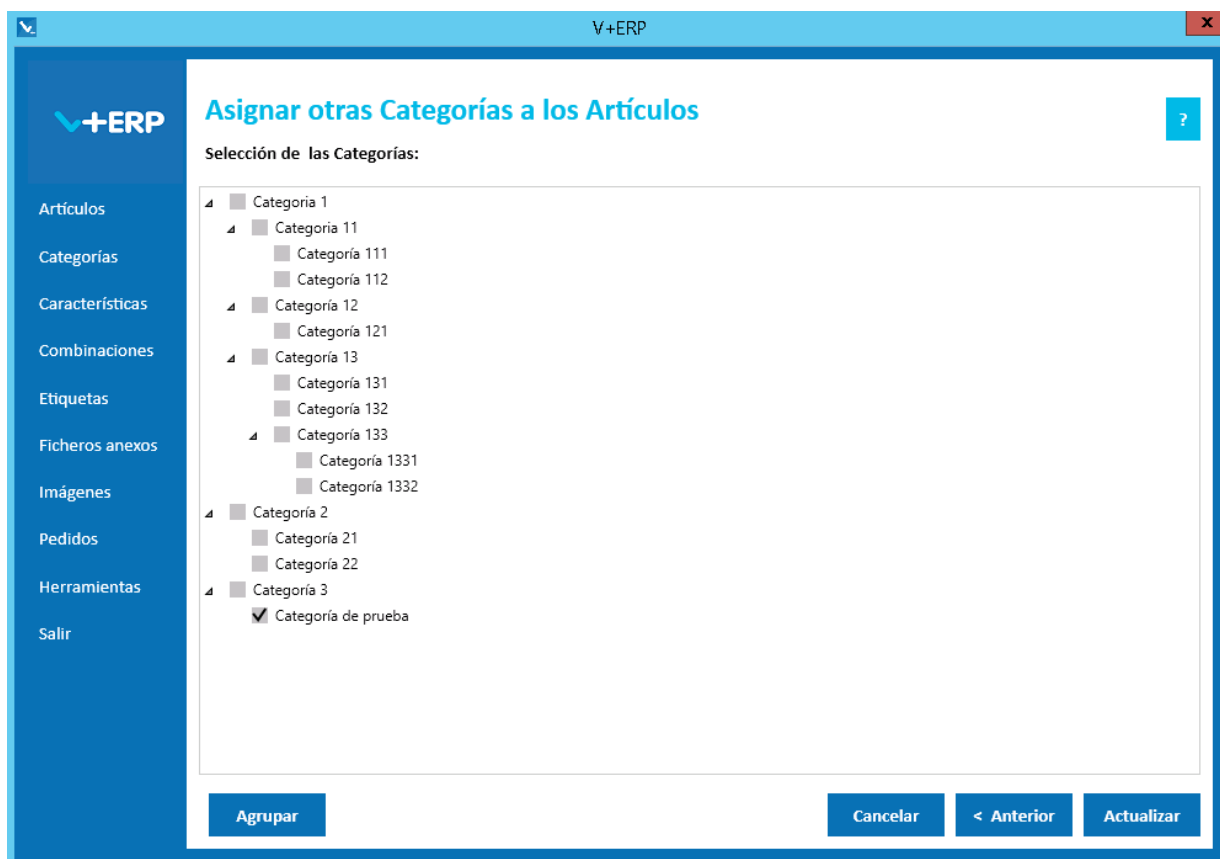 V+ERP
x
V+ERP
Asignar otras Categorías a los Artículos
?
Selección de  las Categorías:
Artículos
Categorías
Características
Combinaciones
Etiquetas
Ficheros anexos
Imágenes
Pedidos
Herramientas
Salir
Categoria 1
Categoria 11
Categoría 111
Categoría 112
Categoría 12
Categoría 121
Categoría 13
Categoría 131
Categoría 132
Categoría 133
Categoría 1331
Categoría 1332
Categoría 2
Categoría 21
Categoría 22
Categoría 3
Categoría de prueba
Agrupar
Cancelar
< Anterior
Actualizar